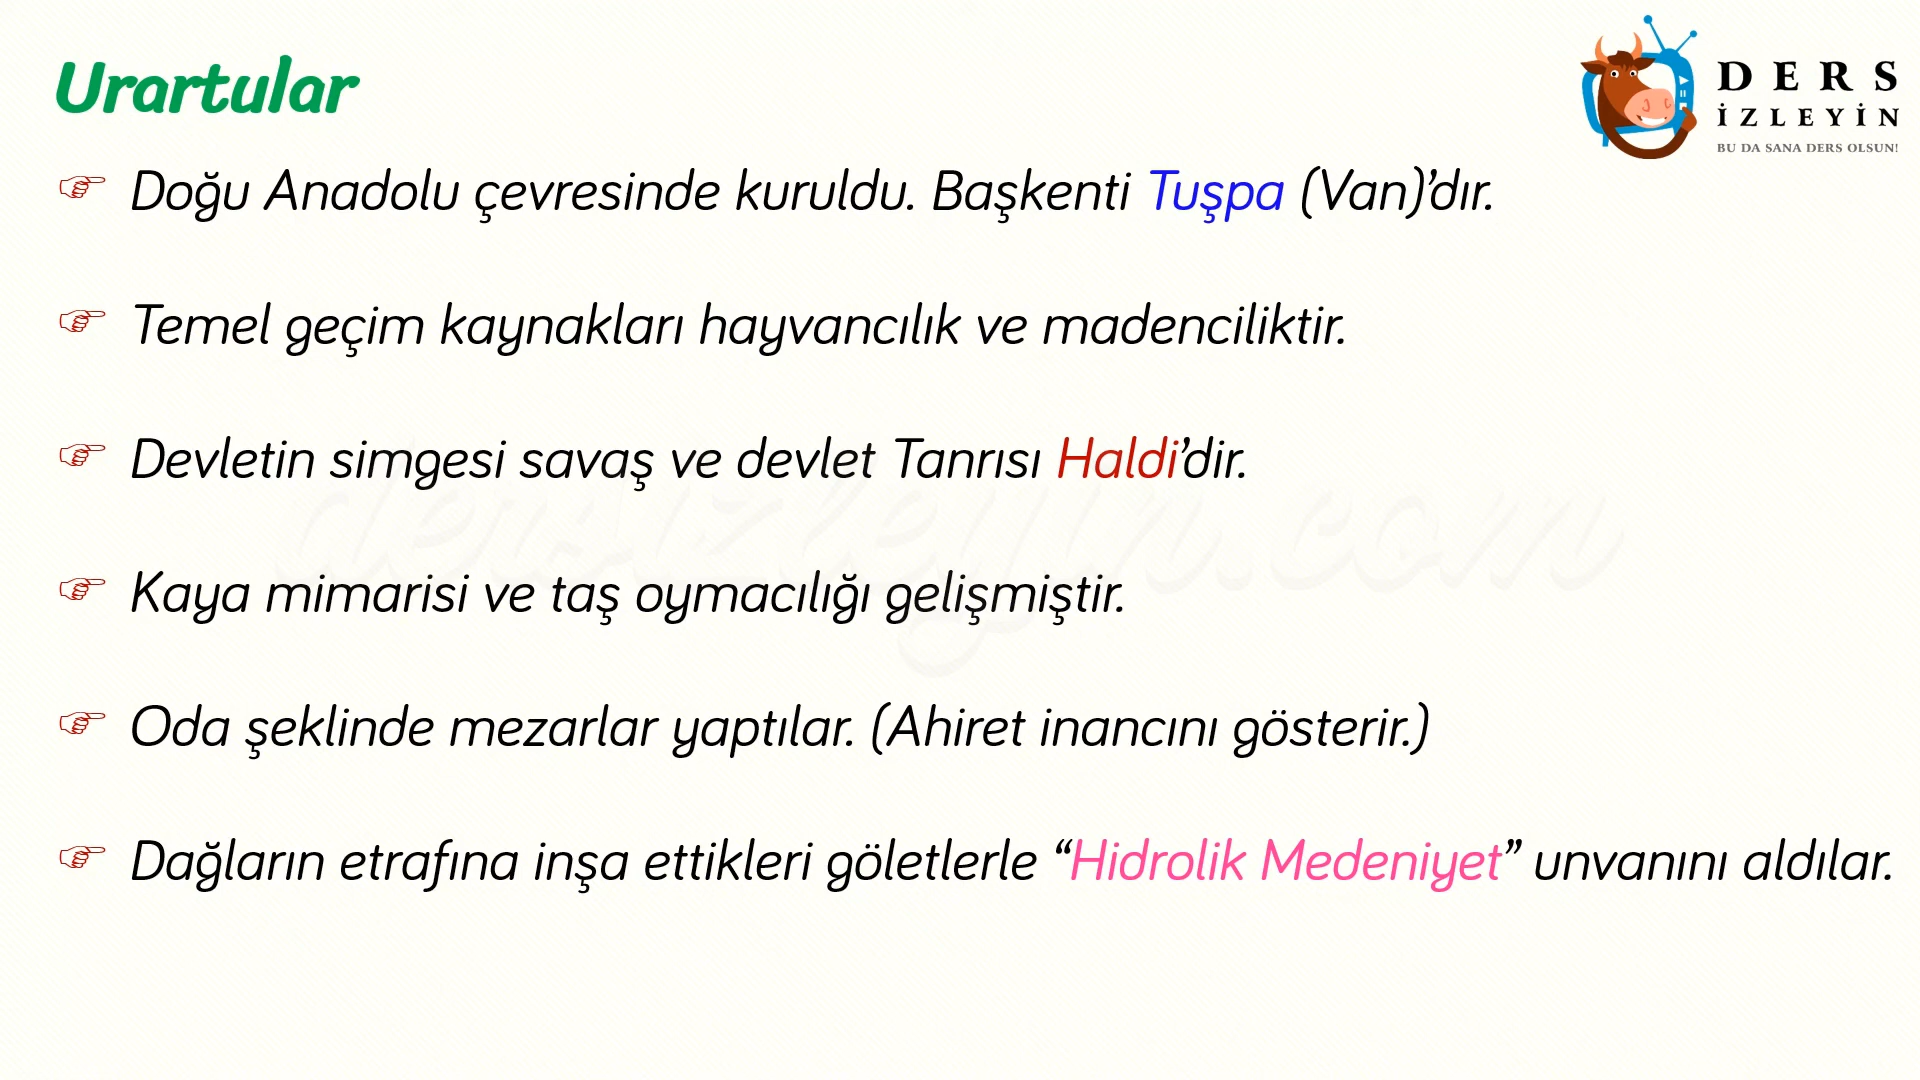 Urartular
DERS
İZLEYİN
BU DA SANA DERS OLSUN!
Doğu Anadolu çevresinde kuruldu. Başkenti Tuşpa (Van)’dır.
Temel geçim kaynakları hayvancılık ve madenciliktir.
Devletin simgesi savaş ve devlet Tanrısı Haldi’dir.
dersizleyin.com
Kaya mimarisi ve taş oymacılığı gelişmiştir.
Oda şeklinde mezarlar yaptılar. (Ahiret inancını gösterir.)
Dağların etrafına inşa ettikleri göletlerle “Hidrolik Medeniyet” unvanını aldılar.